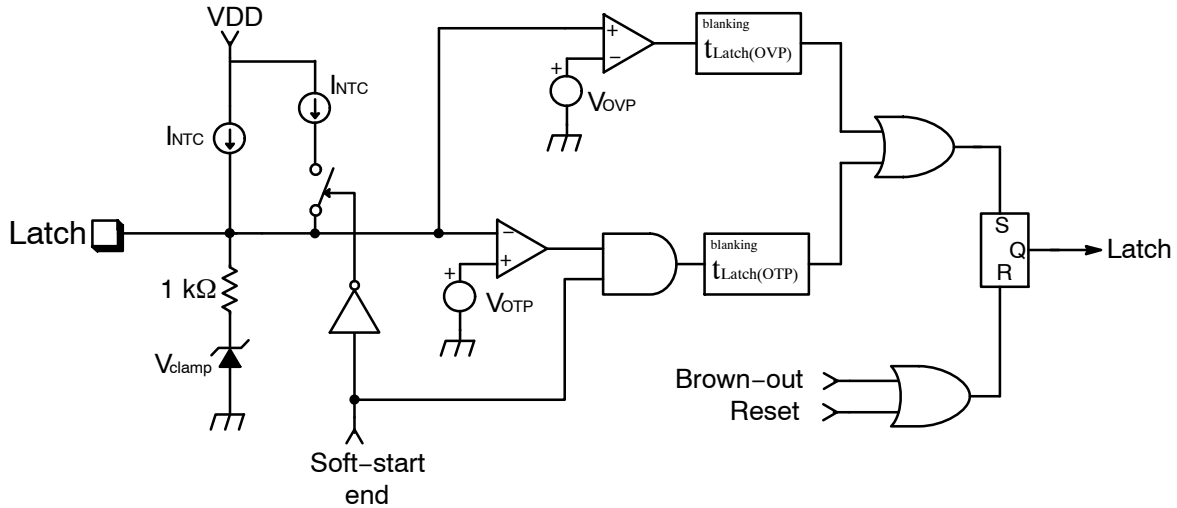 VDD
INTC
INTC
+
−
+
VOVP
blanking
tLatch(OVP)
Latch
−
+
+
VOTP
blanking
tLatch(OTP)
S
Q
R
Latch
1 kΩ
Vclamp
Brown−out
Reset
Soft−start
end